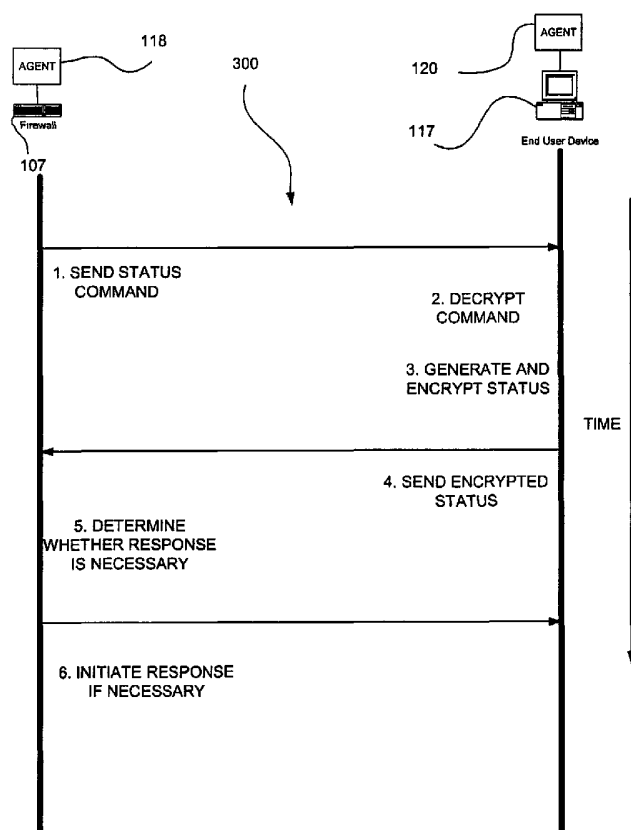 118
AGENT
Firewall
107
300
AGENT
120
117
End User Device
1. SEND STATUS
COMMAND
2. DECRYPT
COMMAND
3. GENERATE AND
ENCRYPT STATUS
TIME
4. SEND ENCRYPTED
STATUS
5. DETERMINE
WHETHER RESPONSE
IS NECESSARY
6. INITIATE RESPONSE
IF NECESSARY